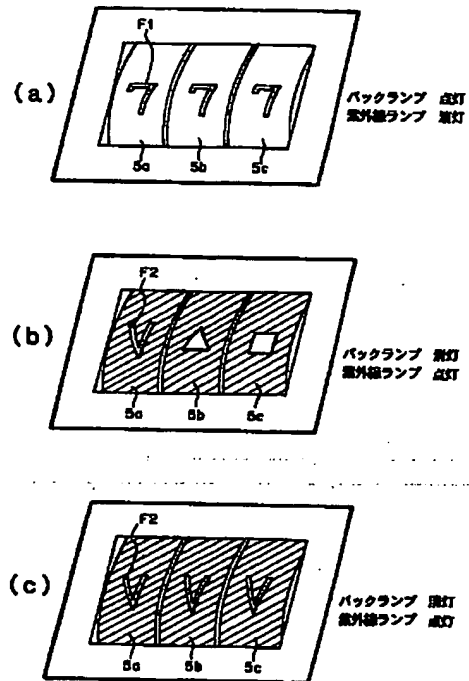 F1
(a)
7 7 7
バックランプ 点灯
紫外線ランプ 消灯
5a 5b 5c
F2
(b)
バックランプ 消灯
紫外線ランプ 点灯
5a 5b 5c
F2
(c)
V V V
バックランプ 消灯
紫外線ランプ 点灯
5a 5b 5c